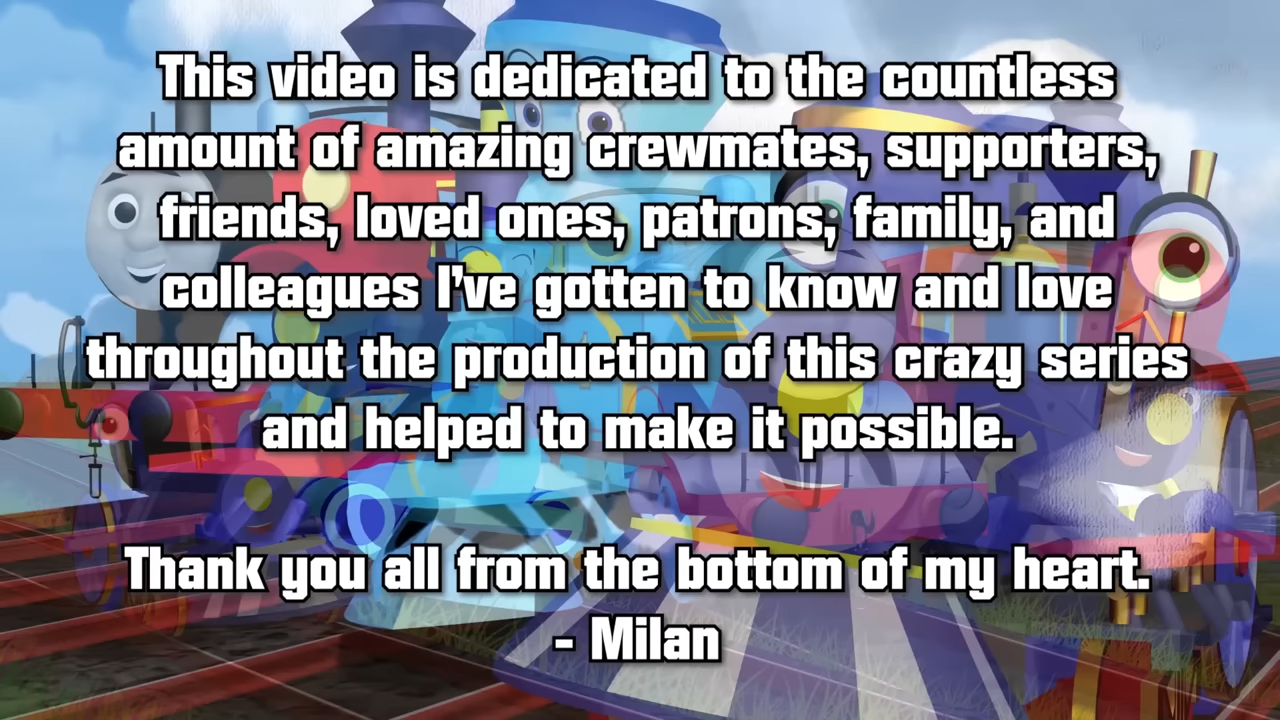 This video is dedicated to the countless
amount of amazing crewmates, supporters,
friends, loved ones, patrons, family, and
colleagues I've gotten to know and love
throughout the production of this crazy series
and helped to make it possible.
Thank you all from the bottom of my heart.
- Milan